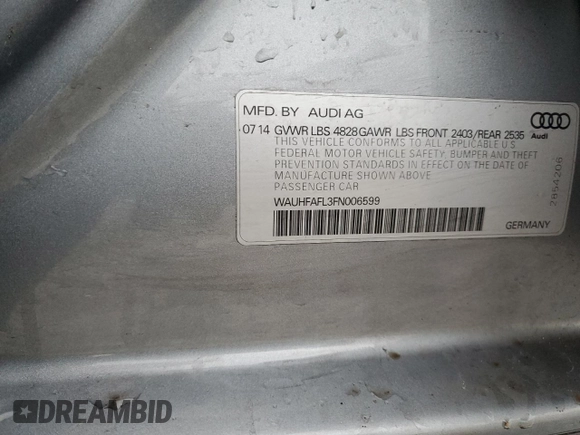 MFD. BY AUDI AG
07 14 GVWR LBS 4828 GAWR LBS FRONT 2403/REAR 2535
Audi
THIS VEHICLE CONFORMS TO ALL APPLICABLE U.S
FEDERAL MOTOR VEHICLE SAFETY; BUMPER AND THEFT
PREVENTION STANDARDS IN EFFECT ON THE DATE OF
MANUFACTURE SHOWN ABOVE
PASSENGER CAR
2854206
WAUHFAFL3FN006599
GERMANY
DREAMBID